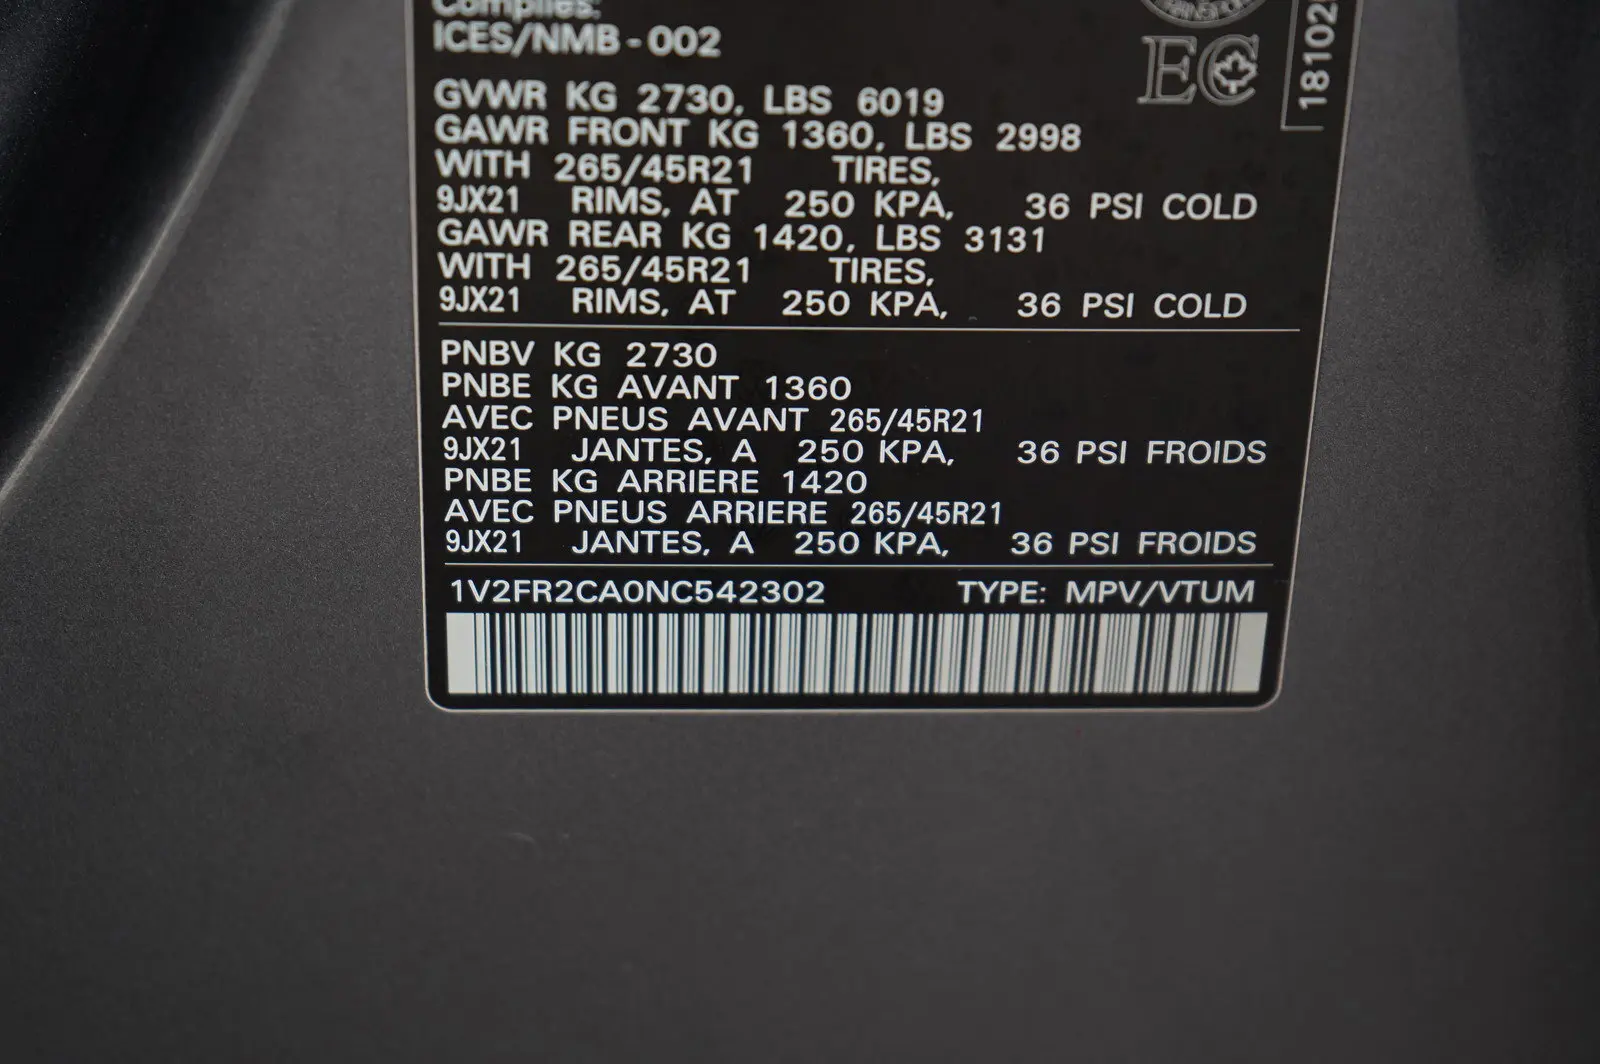 Complies:
ICES/NMB-002
EC
GVWR KG 2730, LBS 6019
GAWR FRONT KG 1360, LBS 2998
WITH 265/45R21 TIRES,
9JX21 RIMS, AT 250 KPA, 36 PSI COLD
GAWR REAR KG 1420, LBS 3131
WITH 265/45R21 TIRES,
9JX21 RIMS, AT 250 KPA, 36 PSI COLD
PNBV KG 2730
PNBE KG AVANT 1360
AVEC PNEUS AVANT 265/45R21
9JX21 JANTES, A 250 KPA, 36 PSI FROIDS
PNBE KG ARRIERE 1420
AVEC PNEUS ARRIERE 265/45R21
9JX21 JANTES, A 250 KPA, 36 PSI FROIDS
1V2FR2CA0NC542302 TYPE: MPV/VTUM